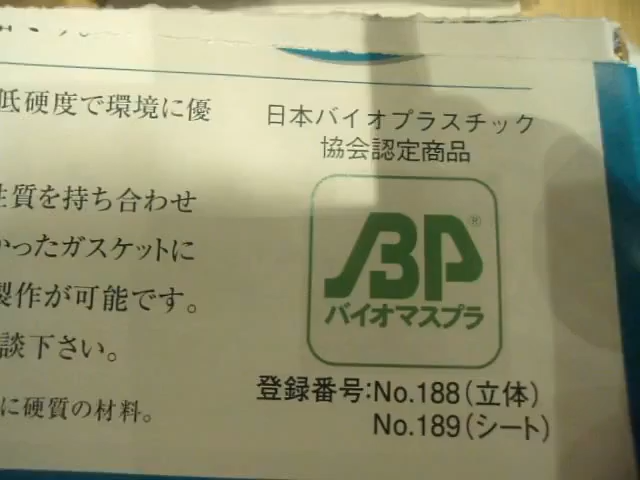 低硬度で環境に優
性質を持ち合わせ
かったガスケットに
製作が可能です。
談下さい。
に硬質の材料。
日本バイオプラスチック
協会認定商品
BP®
バイオマスプラ
登録番号:No.188(立体)
No.189(シート)